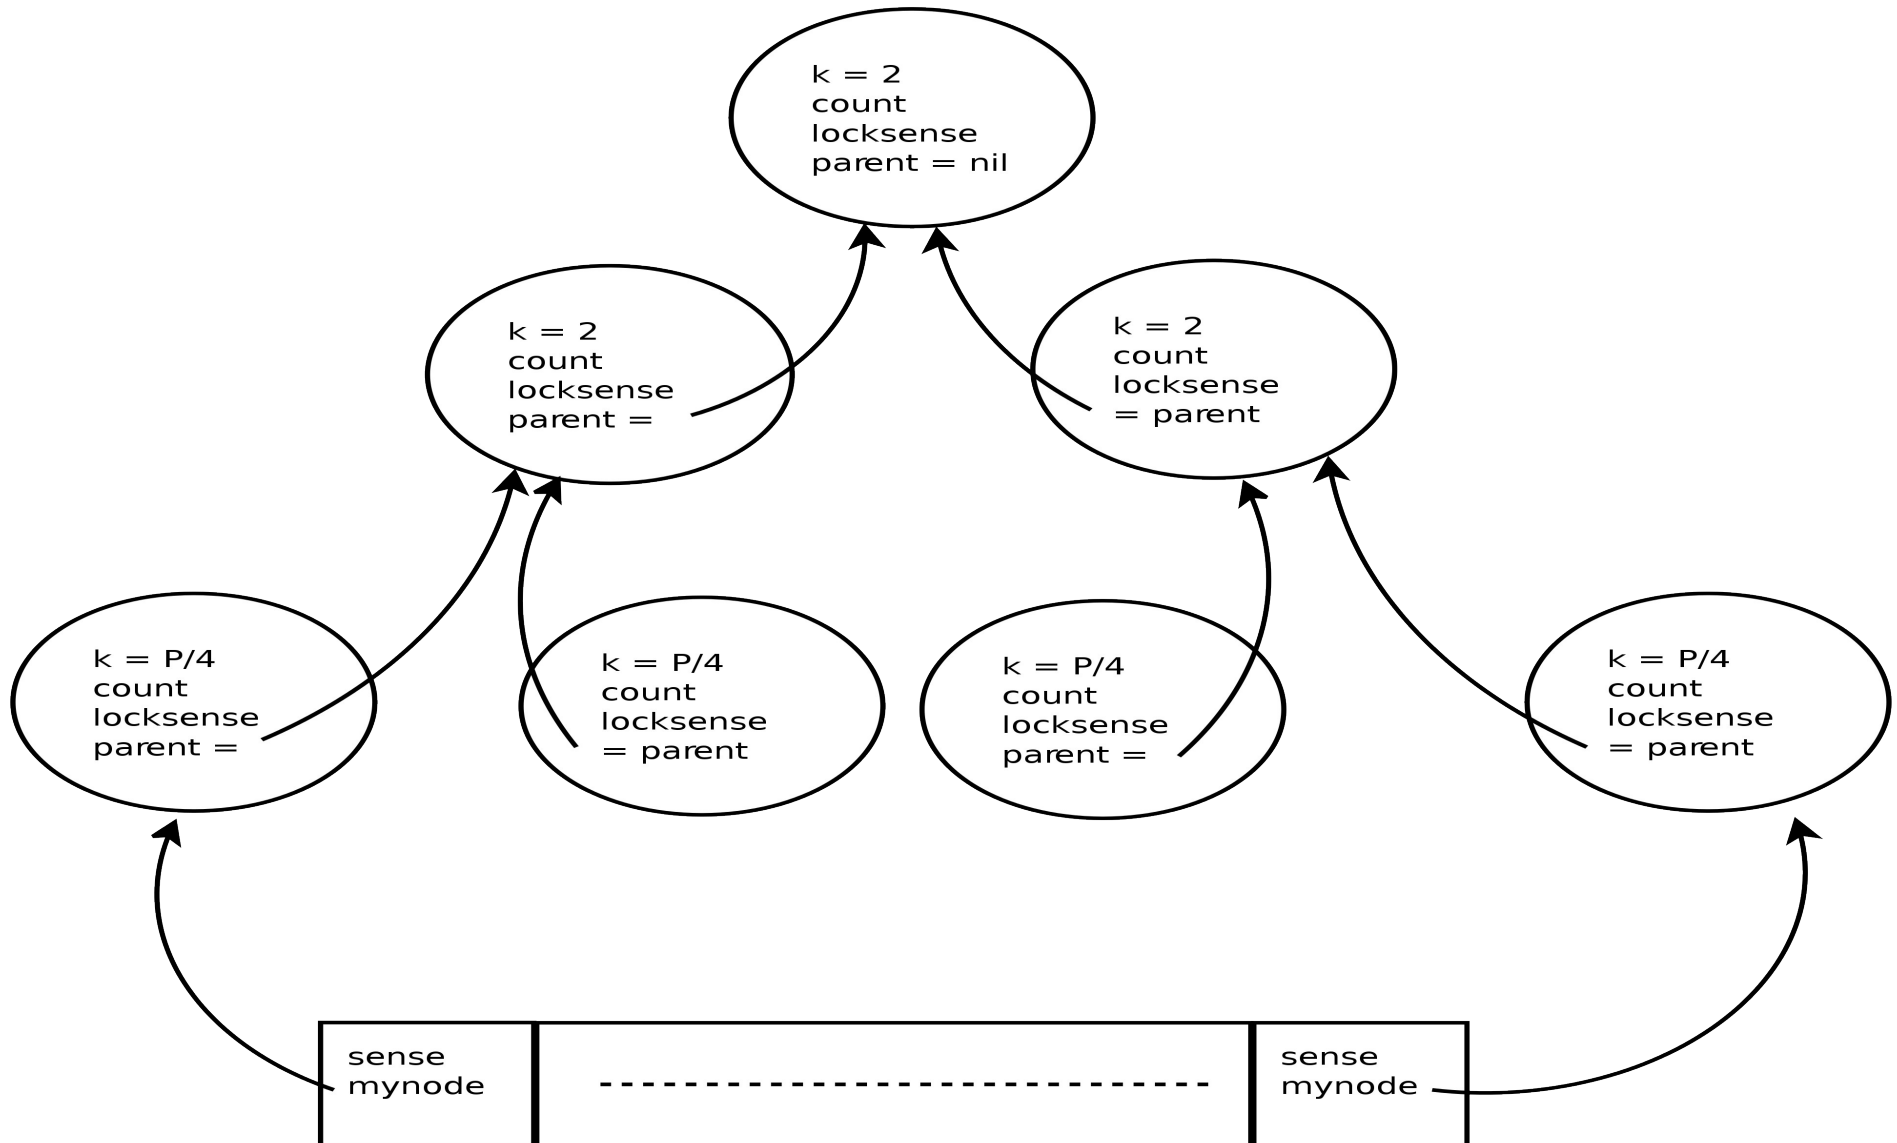 k = 2
count
locksense
parent = nil
k = 2
count
locksense
parent =
k = 2
count
locksense
= parent
k = P/4
count
locksense
parent =
k = P/4
count
locksense
= parent
k = P/4
count
locksense
parent =
k = P/4
count
locksense
= parent
sense
mynode
sense
mynode